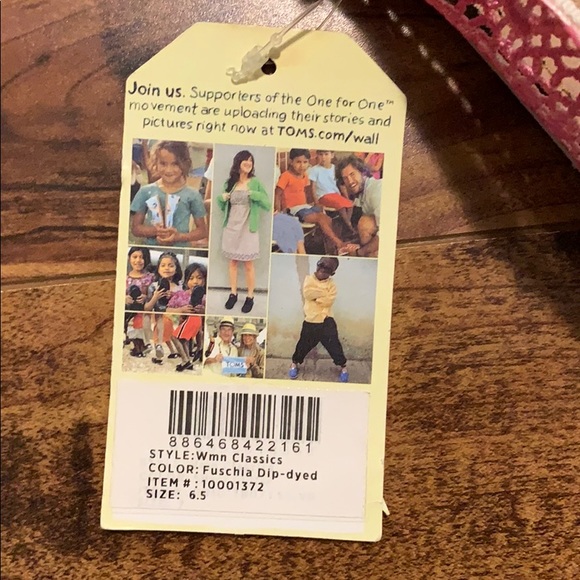 Join us. Supporters of the One for One™
movement are uploading their stories and
pictures right now at TOMS.com/wall
TOMS
886468422161
STYLE:Wmn Classics
COLOR: Fuschia Dip-dyed
ITEM # : 10001372
SIZE: 6.5